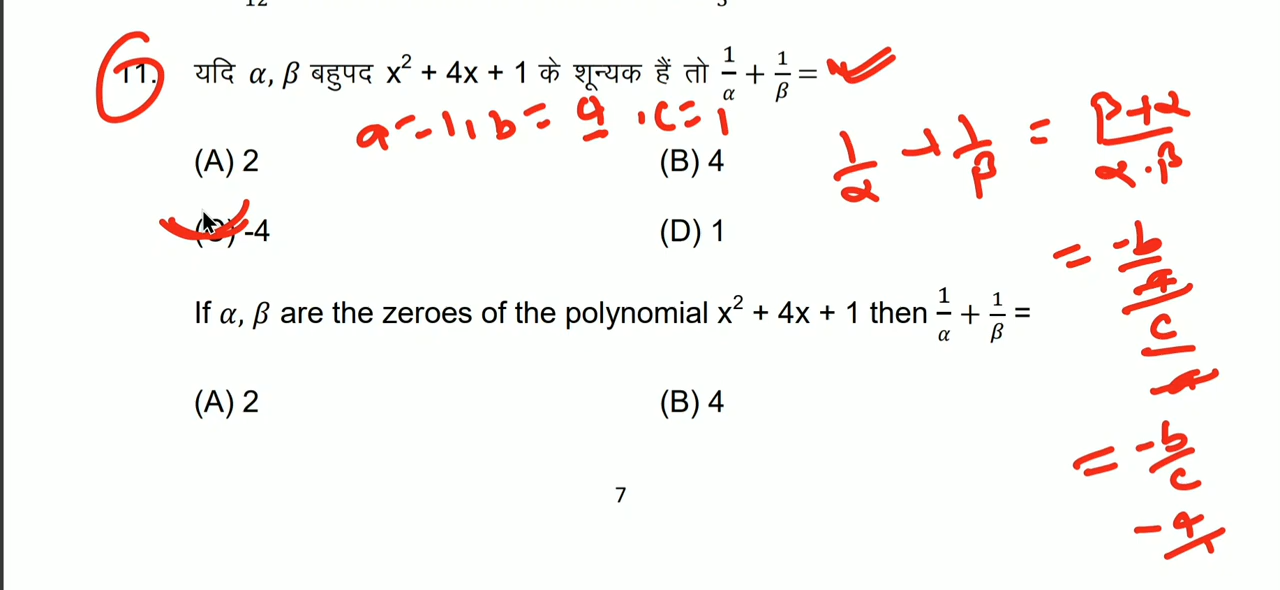 11. यदि α, β बहुपद x² + 4x + 1 के शून्यक हैं तो 1/α + 1/β =
a = 1, b = 4, c = 1
(A) 2 (B) 4
-4 (D) 1
1/α + 1/β = β+α/α·β
= -b/a/c/a
= -b/c
-4/1
If α, β are the zeroes of the polynomial x² + 4x + 1 then 1/α + 1/β =
(A) 2 (B) 4
7